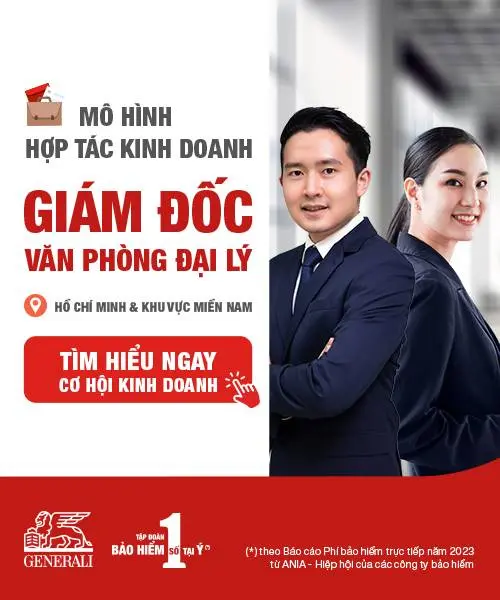 MÔ HÌNH
HỢP TÁC KINH DOANH
GIÁM ĐỐC
VĂN PHÒNG ĐẠI LÝ
HỒ CHÍ MINH & KHU VỰC MIỀN NAM
TÌM HIỂU NGAY
CƠ HỘI KINH DOANH
GENERALI
TẬP ĐOÀN
BẢO HIỂM SỐ 1 TẠI Ý(*)
(*) theo Báo cáo Phí bảo hiểm trực tiếp năm 2023
từ ANIA - Hiệp hội của các công ty bảo hiểm